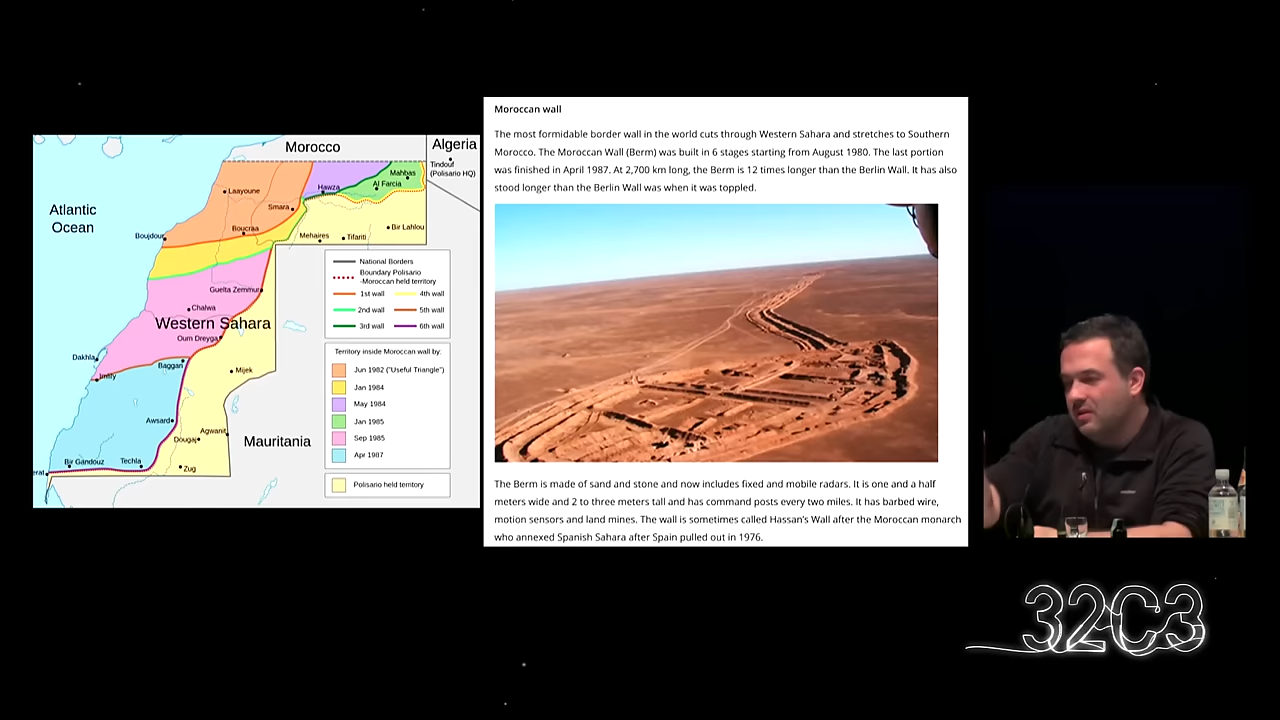 Morocco
Algeria
Tindouf
(Polisario HQ)
Mahbas
Al Farcia
Hawza
Laayoune
Smara
Atlantic
Ocean
Boujdour
Boucraa
Mehaires
Tifariti
Bir Lahlou
Guelta Zemmur
Chalwa
Western Sahara
Oum Dreyga
Dakhla
Imlily
Baggari
Mijek
Awsard
Dougaj
Agwanit
Mauritania
Bir Gandouz
Techla
Zug
National Borders
Boundary Polisario
-Moroccan held territory
1st wall
4th wall
2nd wall
5th wall
3rd wall
6th wall
Territory inside Moroccan wall by:
Jun 1982 ("Useful Triangle")
Jan 1984
May 1984
Jan 1985
Sep 1985
Apr 1987
Polisario held territory
Moroccan wall
The most formidable border wall in the world cuts through Western Sahara and stretches to Southern
Morocco. The Moroccan Wall (Berm) was built in 6 stages starting from August 1980. The last portion
was finished in April 1987. At 2,700 km long, the Berm is 12 times longer than the Berlin Wall. It has also
stood longer than the Berlin Wall was when it was toppled.
The Berm is made of sand and stone and now includes fixed and mobile radars. It is one and a half
meters wide and 2 to three meters tall and has command posts every two miles. It has barbed wire,
motion sensors and land mines. The wall is sometimes called Hassan's Wall after the Moroccan monarch
who annexed Spanish Sahara after Spain pulled out in 1976.
32C3